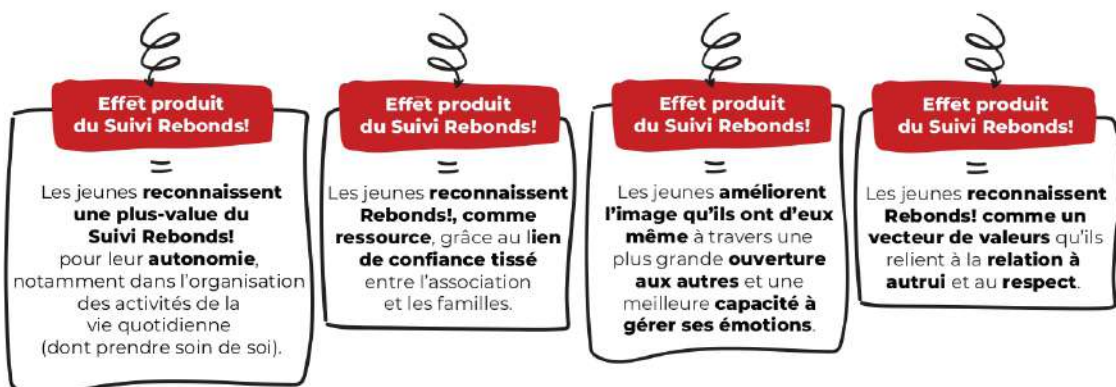 Effet produit
du Suivi Rebonds!
=
Les jeunes reconnaissent
une plus-value du
Suivi Rebonds!
pour leur autonomie,
notamment dans l'organisation
des activités de la
vie quotidienne
(dont prendre soin de soi).
Effet produit
du Suivi Rebonds!
=
Les jeunes reconnaissent
Rebonds!, comme
ressource, grâce au lien
de confiance tissé
entre l'association
et les familles.
Effet produit
du Suivi Rebonds!
=
Les jeunes améliorent
l'image qu'ils ont d'eux
même à travers une
plus grande ouverture
aux autres et une
meilleure capacité à
gérer ses émotions.
Effet produit
du Suivi Rebonds!
=
Les jeunes reconnaissent
Rebonds! comme un
vecteur de valeurs qu'ils
relient à la relation à
autrui et au respect.